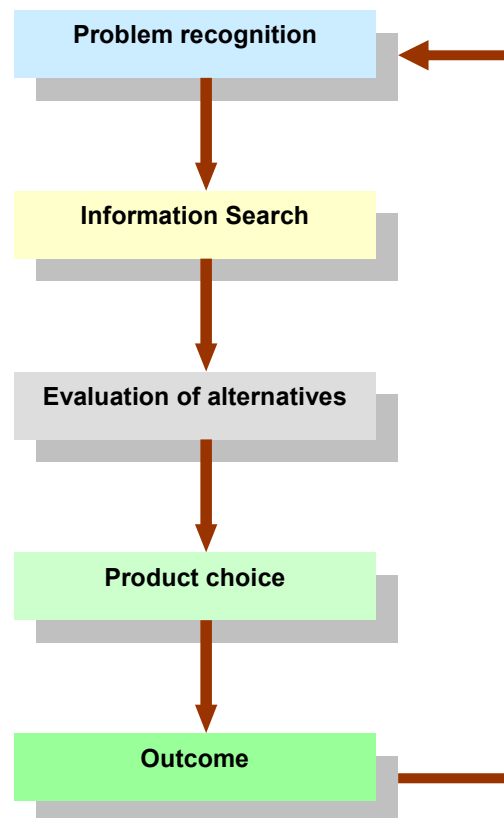 Problem recognition
Information Search
Evaluation of alternatives
Product choice
Outcome